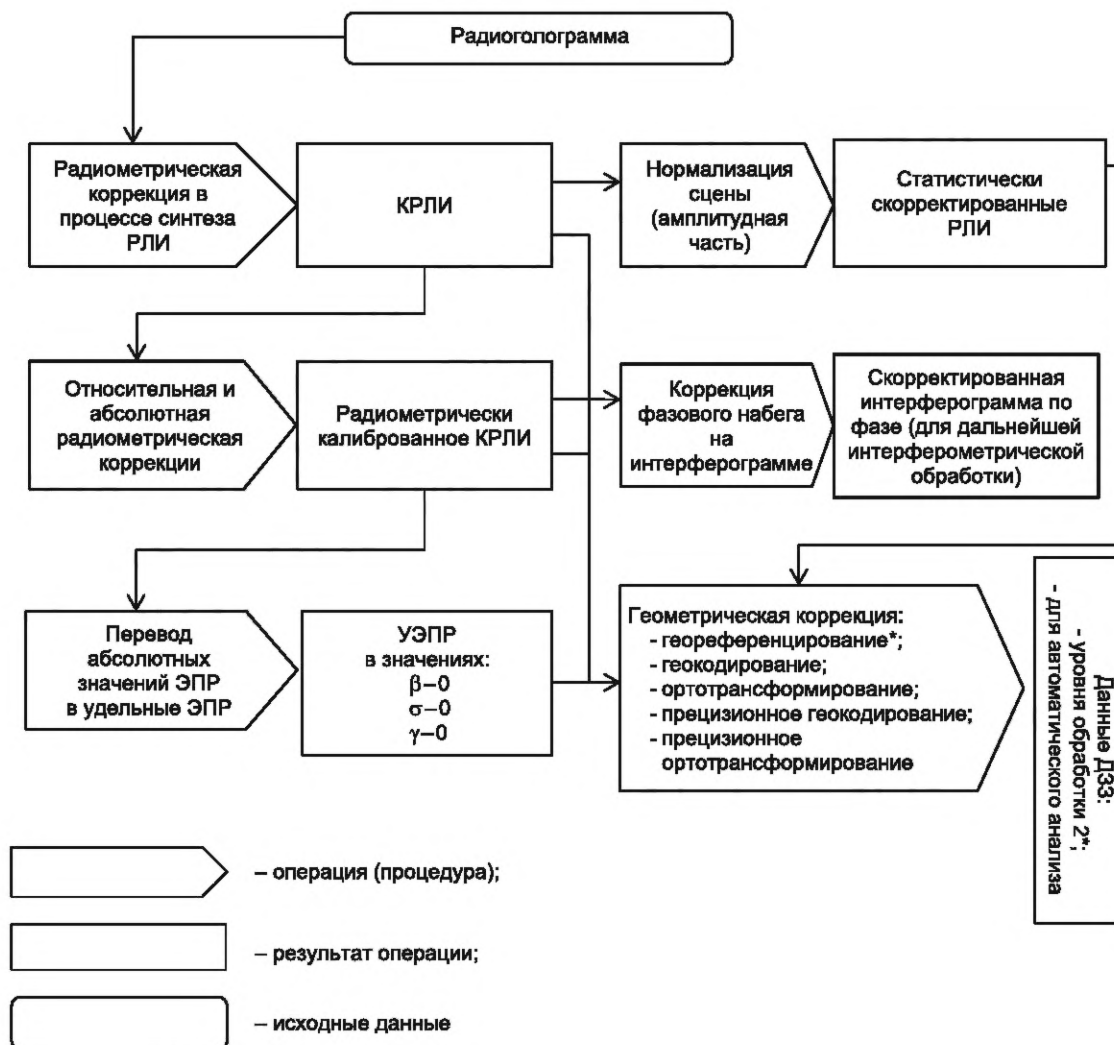 Радиоголограмма
Радиометрическая
коррекция в
процессе синтеза
РЛИ
КРЛИ
Нормализация
сцены
(амплитудная
часть)
Статистически
скорректированные
РЛИ
Относительная и
абсолютная
радиометрическая
коррекции
Радиометрически
калиброванное КРЛИ
Коррекция
фазового набега
на
интерферограмме
Скорректированная
интерферограмма по
фазе (для дальнейшей
интерферометрической
обработки)
Перевод
абсолютных
значений ЭПР
в удельные ЭПР
УЭПР
в значениях:
β–0
σ–0
γ–0
Геометрическая коррекция:
- геореференцирование*;
- геокодирование;
- ортотрансформирование;
- прецизионное геокодирование;
- прецизионное
ортотрансформирование
Данные ДЗЗ:
- уровня обработки 2*;
- для автоматического анализа
– операция (процедура);
– результат операции;
– исходные данные